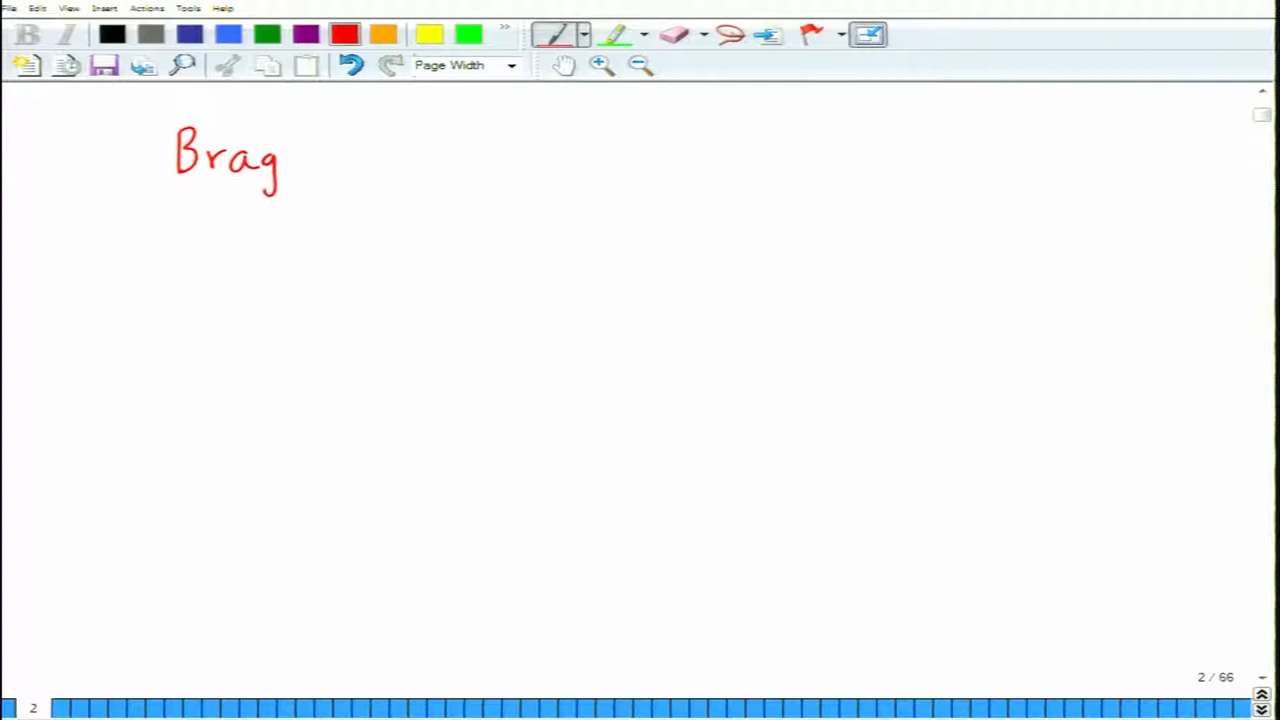 File Edit View Insert Actions Tools Help
B I
Page Width
Brag
2 / 66
2